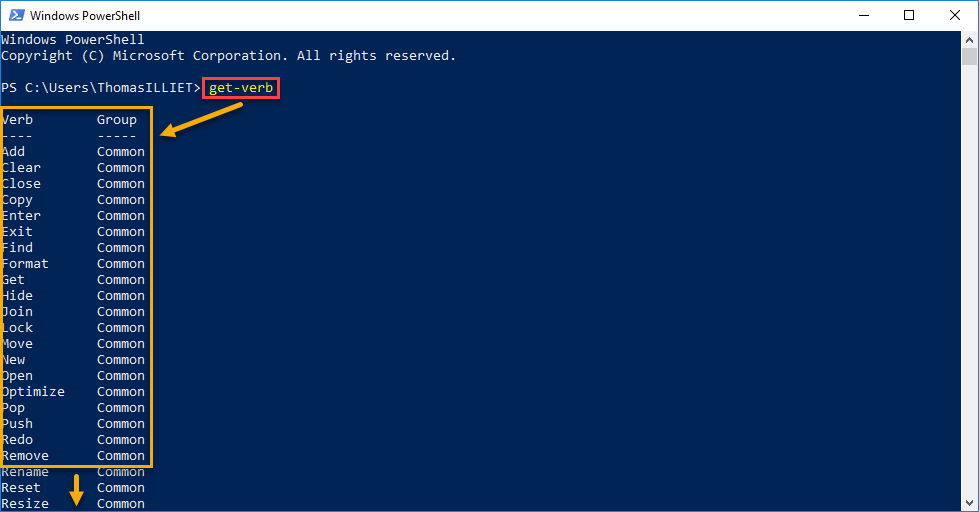 Windows PowerShell
Windows PowerShell
Copyright (C) Microsoft Corporation. All rights reserved.
PS C:\Users\ThomasILLIET> get-verb
Verb        Group
----        -----
Add         Common
Clear       Common
Close       Common
Copy        Common
Enter       Common
Exit        Common
Find        Common
Format      Common
Get         Common
Hide        Common
Join        Common
Lock        Common
Move        Common
New         Common
Open        Common
Optimize    Common
Pop         Common
Push        Common
Redo        Common
Remove      Common
Rename      Common
Reset       Common
Resize      Common